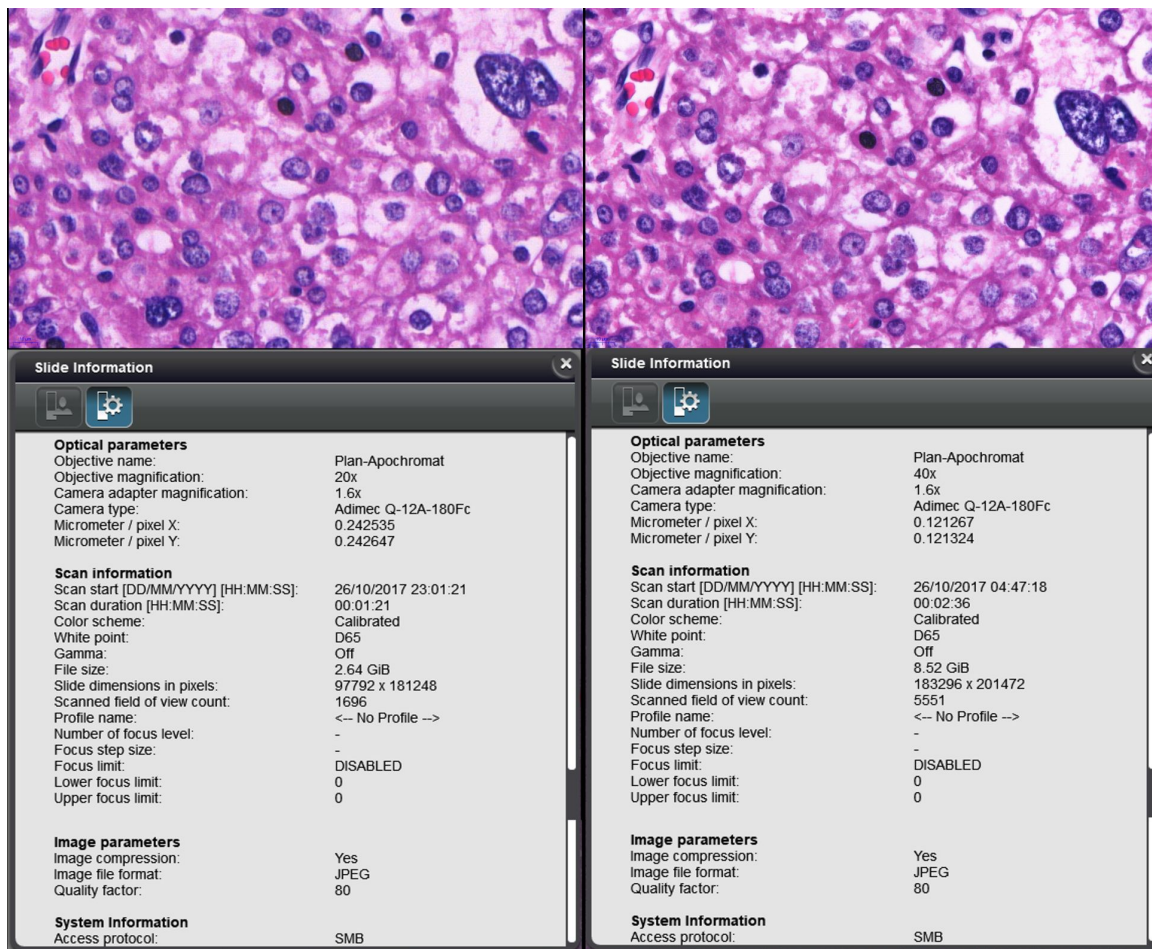 Slide Information
Optical parameters
Objective name: Plan-Apochromat
Objective magnification: 20x
Camera adapter magnification: 1.6x
Camera type: Adimec Q-12A-180Fc
Micrometer / pixel X: 0.242535
Micrometer / pixel Y: 0.242647
Scan information
Scan start [DD/MM/YYYY] [HH:MM:SS]: 26/10/2017 23:01:21
Scan duration [HH:MM:SS]: 00:01:21
Color scheme: Calibrated
White point: D65
Gamma: Off
File size: 2.64 GiB
Slide dimensions in pixels: 97792 x 181248
Scanned field of view count: 1696
Profile name: <-- No Profile -->
Number of focus level: -
Focus step size: -
Focus limit: DISABLED
Lower focus limit: 0
Upper focus limit: 0
Image parameters
Image compression: Yes
Image file format: JPEG
Quality factor: 80
System Information
Access protocol: SMB
Slide Information
Optical parameters
Objective name: Plan-Apochromat
Objective magnification: 40x
Camera adapter magnification: 1.6x
Camera type: Adimec Q-12A-180Fc
Micrometer / pixel X: 0.121267
Micrometer / pixel Y: 0.121324
Scan information
Scan start [DD/MM/YYYY] [HH:MM:SS]: 26/10/2017 04:47:18
Scan duration [HH:MM:SS]: 00:02:36
Color scheme: Calibrated
White point: D65
Gamma: Off
File size: 8.52 GiB
Slide dimensions in pixels: 183296 x 201472
Scanned field of view count: 5551
Profile name: <-- No Profile -->
Number of focus level: -
Focus step size: -
Focus limit: DISABLED
Lower focus limit: 0
Upper focus limit: 0
Image parameters
Image compression: Yes
Image file format: JPEG
Quality factor: 80
System Information
Access protocol: SMB